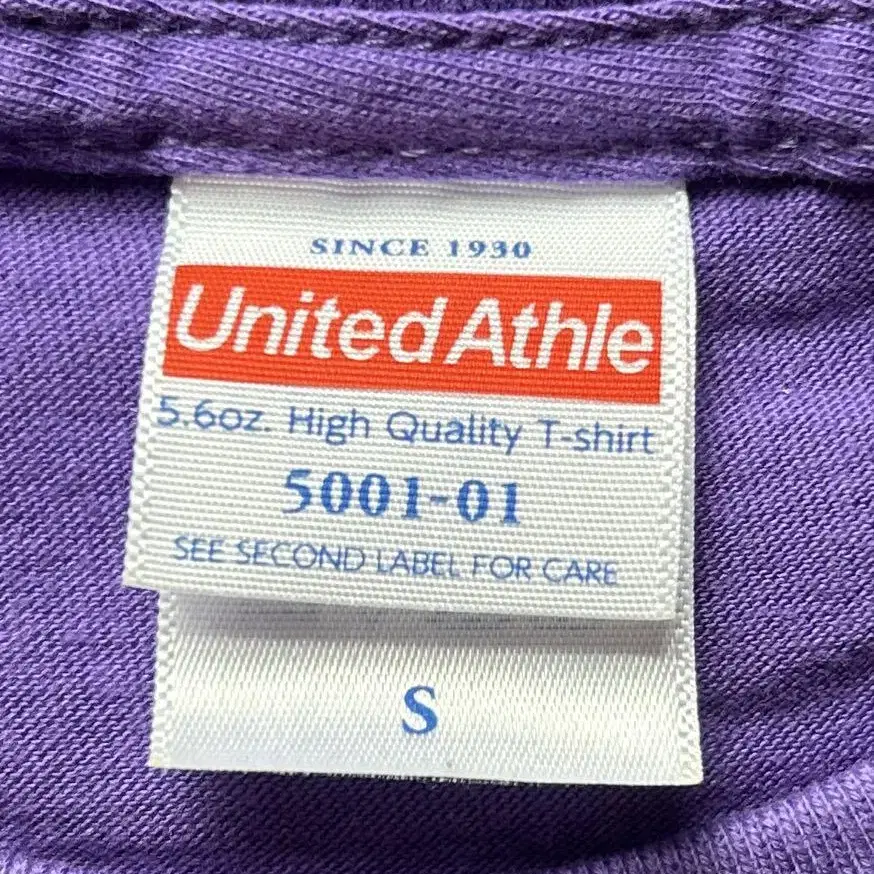 SINCE 1930
United Athle
5.6oz. High Quality T-shirt
5001-01
SEE SECOND LABEL FOR CARE
S